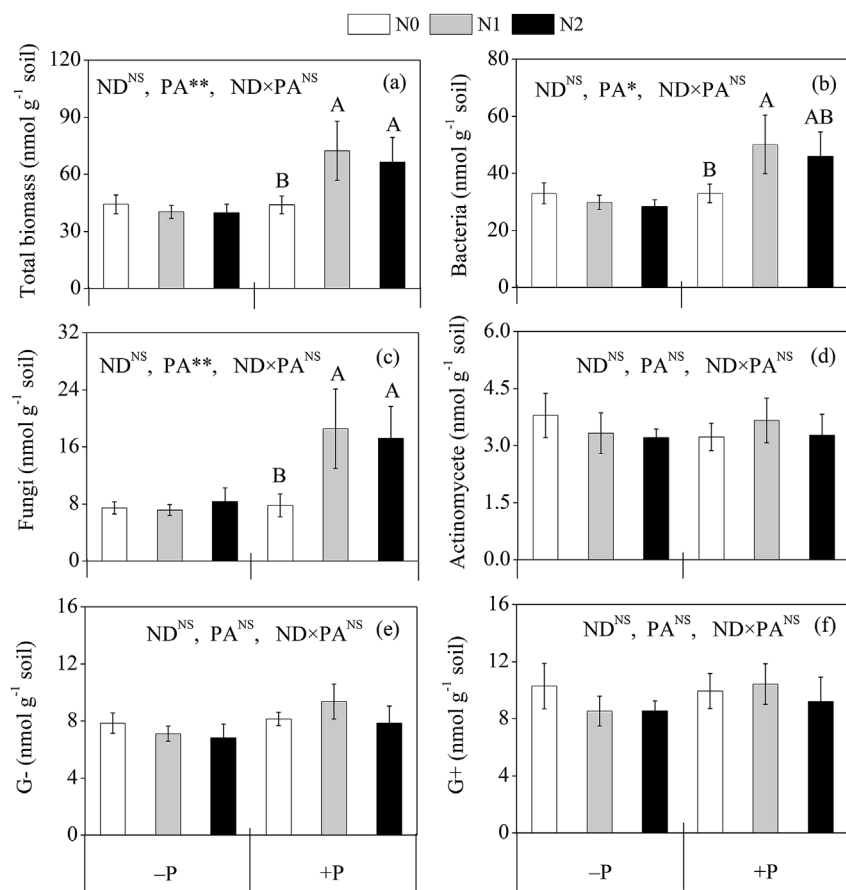 N0 N1 N2
Total biomass (nmol g⁻¹ soil)
120
90
60
30
0
ND^NS, PA**, ND×PA^NS (a)
B A A
Bacteria (nmol g⁻¹ soil)
80
60
40
20
0
ND^NS, PA*, ND×PA^NS (b)
B A AB
Fungi (nmol g⁻¹ soil)
32
24
16
8
0
ND^NS, PA**, ND×PA^NS (c)
B A A
Actinomycete (nmol g⁻¹ soil)
6.0
4.5
3.0
1.5
0.0
ND^NS, PA^NS, ND×PA^NS (d)
G- (nmol g⁻¹ soil)
16
12
8
4
0
ND^NS, PA^NS, ND×PA^NS (e)
–P +P
G+ (nmol g⁻¹ soil)
16
12
8
4
0
ND^NS, PA^NS, ND×PA^NS (f)
–P +P